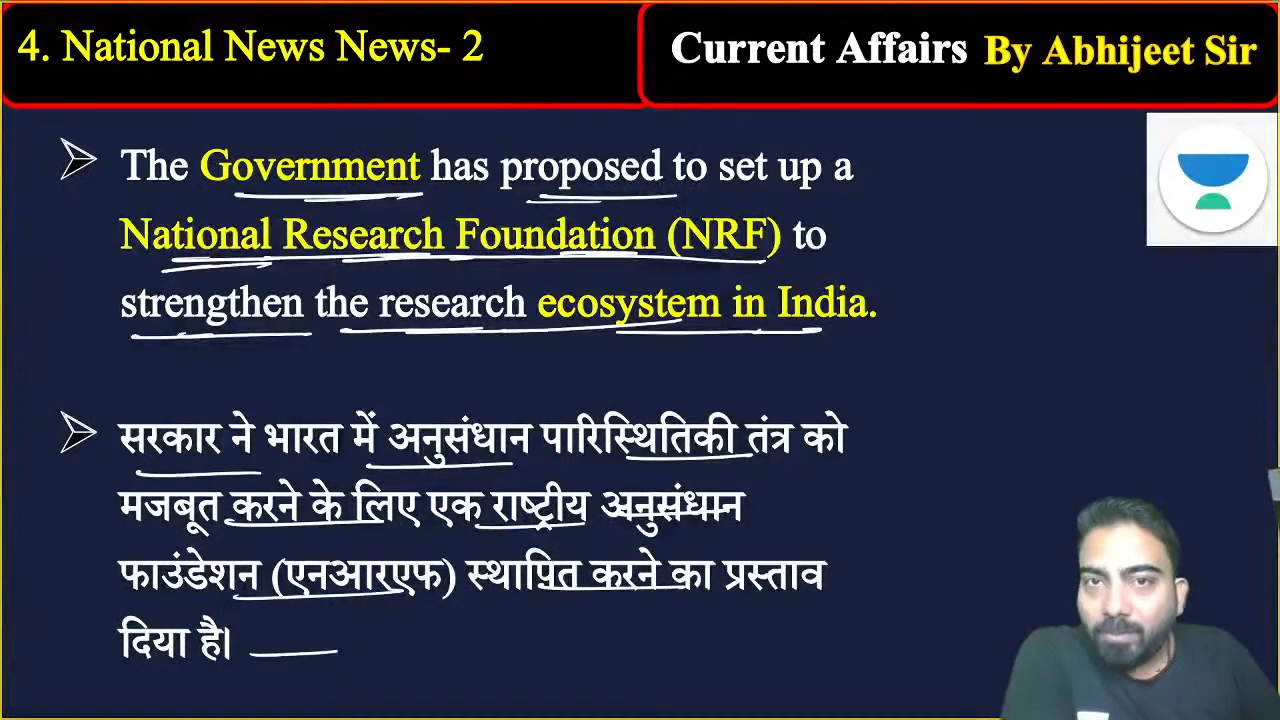 4. National News News- 2
Current Affairs By Abhijeet Sir
The Government has proposed to set up a
National Research Foundation (NRF) to
strengthen the research ecosystem in India.
सरकार ने भारत में अनुसंधान पारिस्थितिकी तंत्र को
मजबूत करने के लिए एक राष्ट्रीय अनुसंधान
फाउंडेशन (एनआरएफ) स्थापित करने का प्रस्ताव
दिया है।